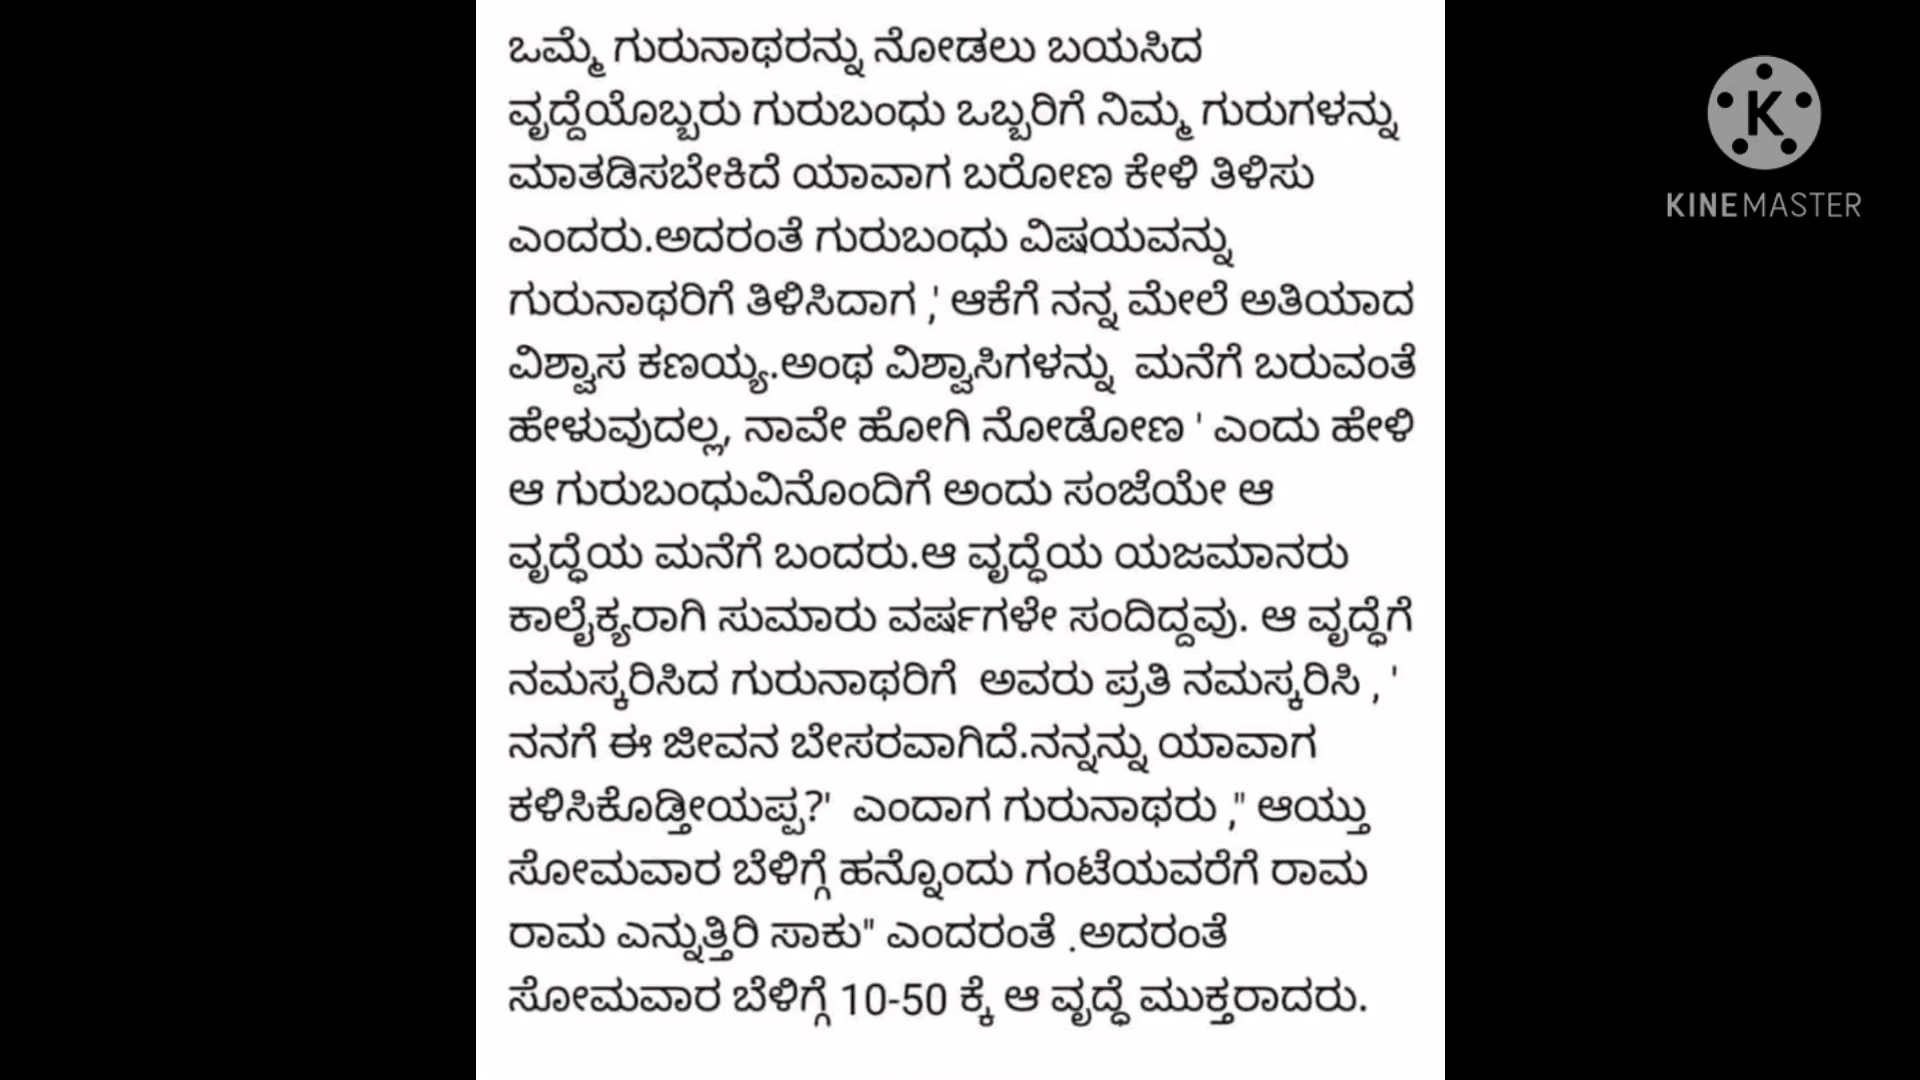 ಒಮ್ಮೆ ಗುರುನಾಥರನ್ನು ನೋಡಲು ಬಯಸಿದ
ವೃದ್ದೆಯೊಬ್ಬರು ಗುರುಬಂಧು ಒಬ್ಬರಿಗೆ ನಿಮ್ಮ ಗುರುಗಳನ್ನು
ಮಾತಡಿಸಬೇಕಿದೆ ಯಾವಾಗ ಬರೋಣ ಕೇಳಿ ತಿಳಿಸು
ಎಂದರು.ಅದರಂತೆ ಗುರುಬಂಧು ವಿಷಯವನ್ನು
ಗುರುನಾಥರಿಗೆ ತಿಳಿಸಿದಾಗ ,' ಆಕೆಗೆ ನನ್ನ ಮೇಲೆ ಅತಿಯಾದ
ವಿಶ್ವಾಸ ಕಣಯ್ಯ.ಅಂಥ ವಿಶ್ವಾಸಿಗಳನ್ನು ಮನೆಗೆ ಬರುವಂತೆ
ಹೇಳುವುದಲ್ಲ, ನಾವೇ ಹೋಗಿ ನೋಡೋಣ ' ಎಂದು ಹೇಳಿ
ಆ ಗುರುಬಂಧುವಿನೊಂದಿಗೆ ಅಂದು ಸಂಜೆಯೇ ಆ
ವೃದ್ಧೆಯ ಮನೆಗೆ ಬಂದರು.ಆ ವೃದ್ಧೆಯ ಯಜಮಾನರು
ಕಾಲೈಕ್ಯರಾಗಿ ಸುಮಾರು ವರ್ಷಗಳೇ ಸಂದಿದ್ದವು. ಆ ವೃದ್ಧೆಗೆ
ನಮಸ್ಕರಿಸಿದ ಗುರುನಾಥರಿಗೆ ಅವರು ಪ್ರತಿ ನಮಸ್ಕರಿಸಿ , '
ನನಗೆ ಈ ಜೀವನ ಬೇಸರವಾಗಿದೆ.ನನ್ನನ್ನು ಯಾವಾಗ
ಕಳಿಸಿಕೊಡ್ತೀಯಪ್ಪ?' ಎಂದಾಗ ಗುರುನಾಥರು ," ಆಯ್ತು
ಸೋಮವಾರ ಬೆಳಿಗ್ಗೆ ಹನ್ನೊಂದು ಗಂಟೆಯವರೆಗೆ ರಾಮ
ರಾಮ ಎನ್ನುತ್ತಿರಿ ಸಾಕು" ಎಂದರಂತೆ .ಅದರಂತೆ
ಸೋಮವಾರ ಬೆಳಿಗ್ಗೆ 10-50 ಕ್ಕೆ ಆ ವೃದ್ಧೆ ಮುಕ್ತರಾದರು.
K
KINEMASTER